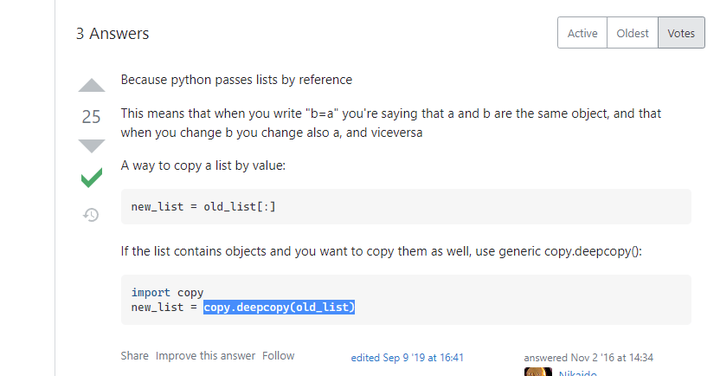 3 Answers
Active Oldest Votes
Because python passes lists by reference
25
This means that when you write "b=a" you're saying that a and b are the same object, and that
when you change b you change also a, and viceversa
A way to copy a list by value:
new_list = old_list[:]
If the list contains objects and you want to copy them as well, use generic copy.deepcopy():
import copy
new_list = copy.deepcopy(old_list)
Share Improve this answer Follow
edited Sep 9 '19 at 16:41
answered Nov 2 '16 at 14:34
Nikaido